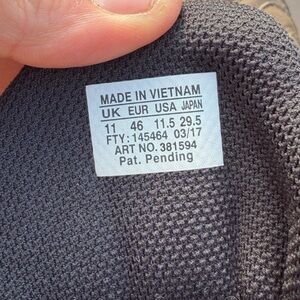 MADE IN VIETNAM
UK EUR USA JAPAN
11 46 11.5 29.5
FTY: 145464 03/17
ART NO. 381594
Pat. Pending